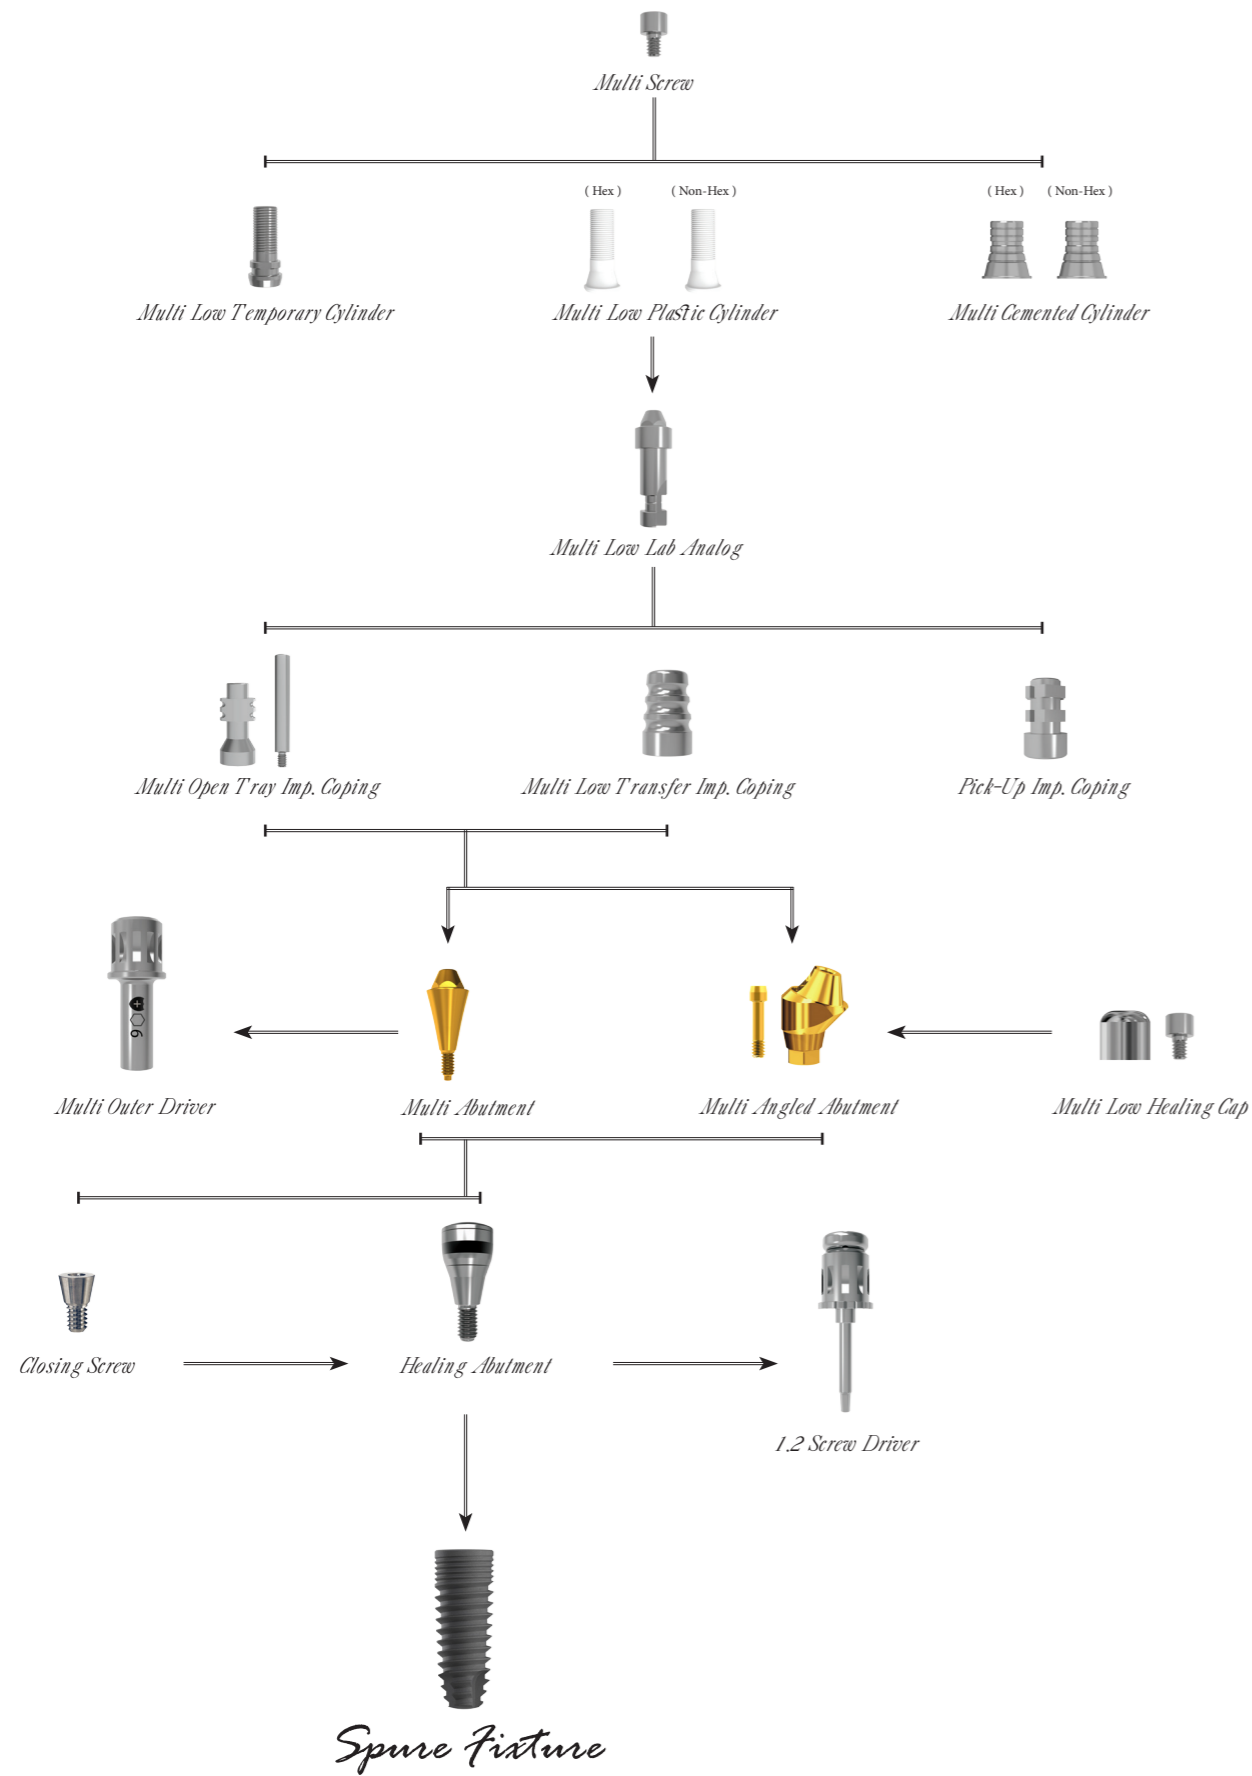 Multi Screw
( Hex ) ( Non-Hex ) ( Hex ) ( Non-Hex )
Multi Low Temporary Cylinder Multi Low Plastic Cylinder Multi Cemented Cylinder
Multi Low Lab Analog
Multi Open Tray Imp. Coping Multi Low Transfer Imp. Coping Pick-Up Imp. Coping
6
Multi Outer Driver Multi Abutment Multi Angled Abutment Multi Low Healing Cap
Closing Screw Healing Abutment
1.2 Screw Driver
Spure Fixture